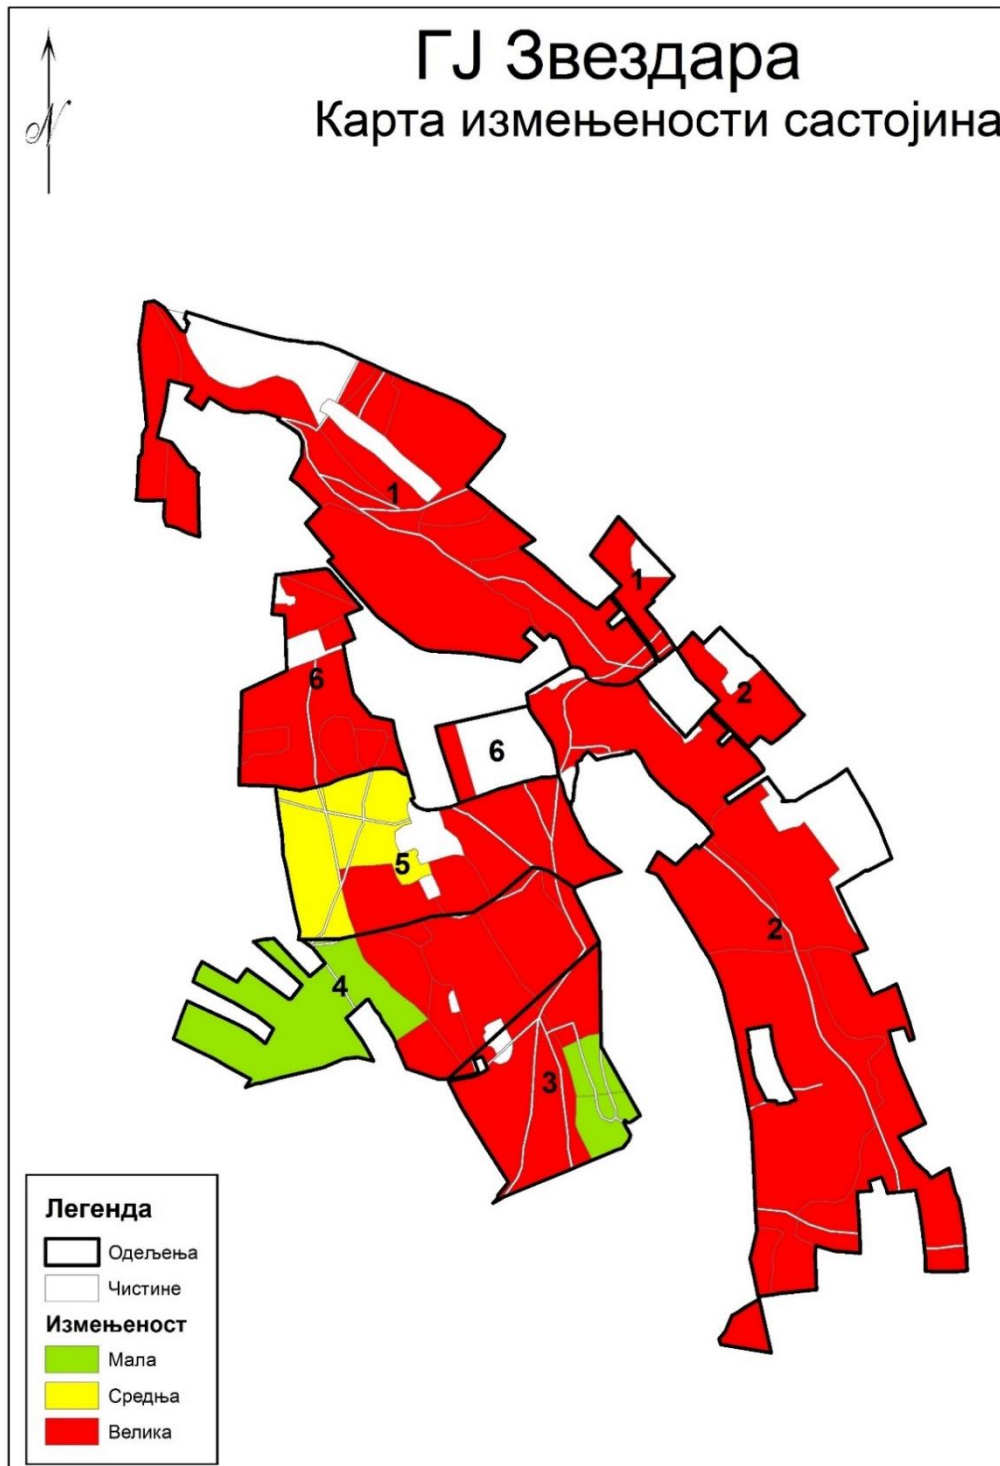 ГЈ Звездара
Карта измењености састојина
N
1
1
2
6
6
5
2
4
3
Легенда
Одељења
Чистине
Измењеност
Мала
Средња
Велика